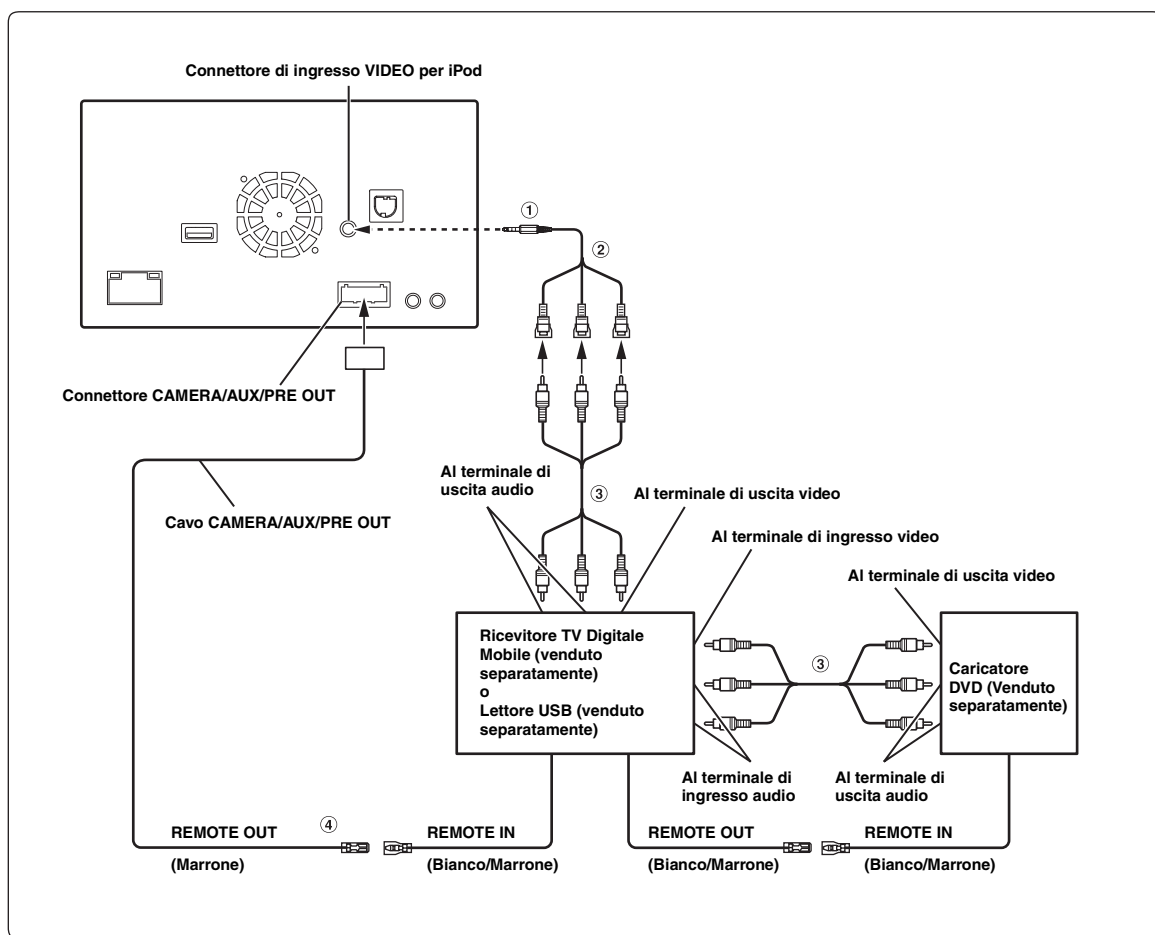 Connettore di ingresso VIDEO per iPod
①
②
Connettore CAMERA/AUX/PRE OUT
Cavo CAMERA/AUX/PRE OUT
Al terminale di
uscita audio
③
Al terminale di uscita video
Al terminale di ingresso video
Al terminale di uscita video
Ricevitore TV Digitale
Mobile (venduto
separatamente)
o
Lettore USB (venduto
separatamente)
③
Caricatore
DVD (Venduto
separatamente)
Al terminale di
ingresso audio
Al terminale di
uscita audio
REMOTE OUT
(Marrone)
④
REMOTE IN
(Bianco/Marrone)
REMOTE OUT
(Bianco/Marrone)
REMOTE IN
(Bianco/Marrone)